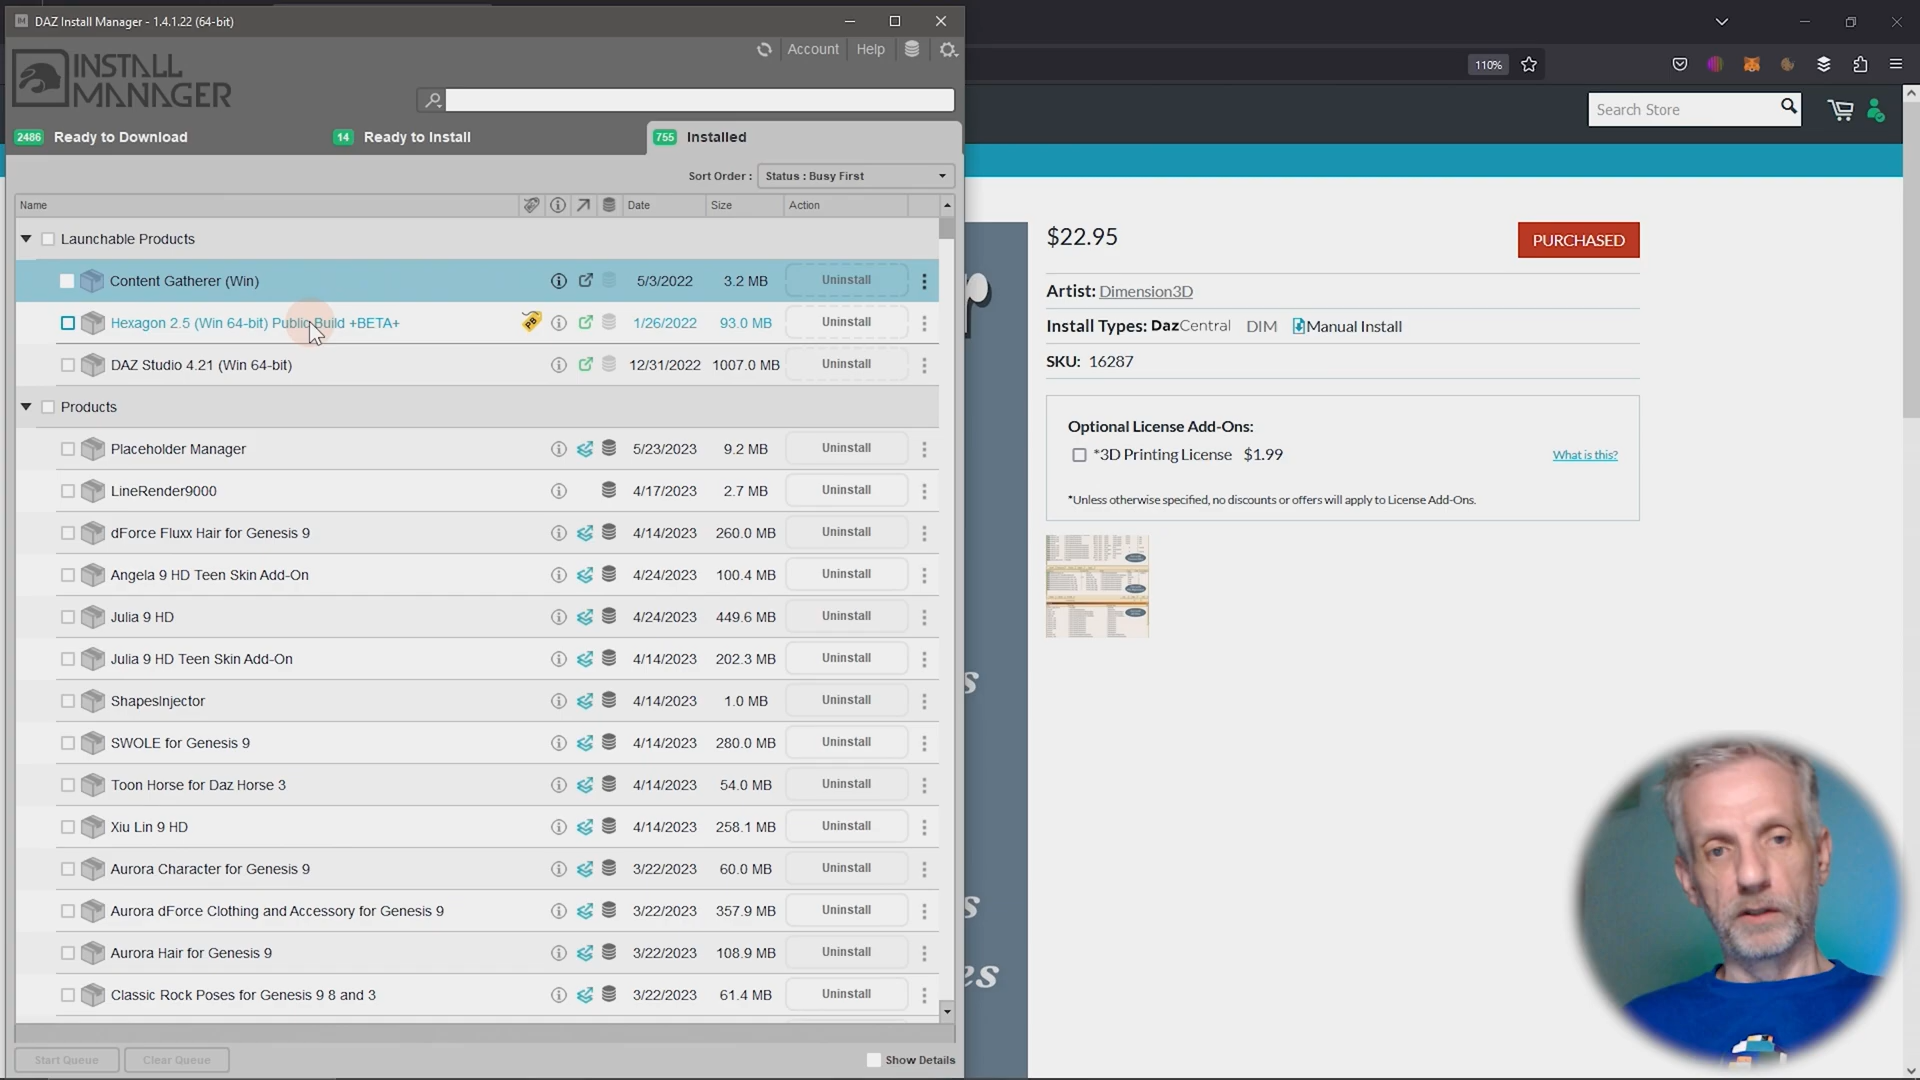 DAZ Install Manager - 1.4.1.22 (64-bit)
INSTALL
MANAGER
Account
Help
2486 Ready to Download
14 Ready to Install
755 Installed
Sort Order :
Status : Busy First
Name
Date
Size
Action
Launchable Products
Content Gatherer (Win) 5/3/2022 3.2 MB Uninstall
Hexagon 2.5 (Win 64-bit) Public Build +BETA+ PB 1/26/2022 93.0 MB Uninstall
DAZ Studio 4.21 (Win 64-bit) 12/31/2022 1007.0 MB Uninstall
Products
Placeholder Manager 5/23/2023 9.2 MB Uninstall
LineRender9000 4/17/2023 2.7 MB Uninstall
dForce Fluxx Hair for Genesis 9 4/14/2023 260.0 MB Uninstall
Angela 9 HD Teen Skin Add-On 4/24/2023 100.4 MB Uninstall
Julia 9 HD 4/24/2023 449.6 MB Uninstall
Julia 9 HD Teen Skin Add-On 4/14/2023 202.3 MB Uninstall
ShapesInjector 4/14/2023 1.0 MB Uninstall
SWOLE for Genesis 9 4/14/2023 280.0 MB Uninstall
Toon Horse for Daz Horse 3 4/14/2023 54.0 MB Uninstall
Xiu Lin 9 HD 4/14/2023 258.1 MB Uninstall
Aurora Character for Genesis 9 3/22/2023 60.0 MB Uninstall
Aurora dForce Clothing and Accessory for Genesis 9 3/22/2023 357.9 MB Uninstall
Aurora Hair for Genesis 9 3/22/2023 108.9 MB Uninstall
Classic Rock Poses for Genesis 9 8 and 3 3/22/2023 61.4 MB Uninstall
Start Queue
Clear Queue
Show Details
110%
Search Store
$22.95
PURCHASED
Artist: Dimension3D
Install Types: DazCentral DIM Manual Install
SKU: 16287
Optional License Add-Ons:
*3D Printing License $1.99
What is this?
*Unless otherwise specified, no discounts or offers will apply to License Add-Ons.